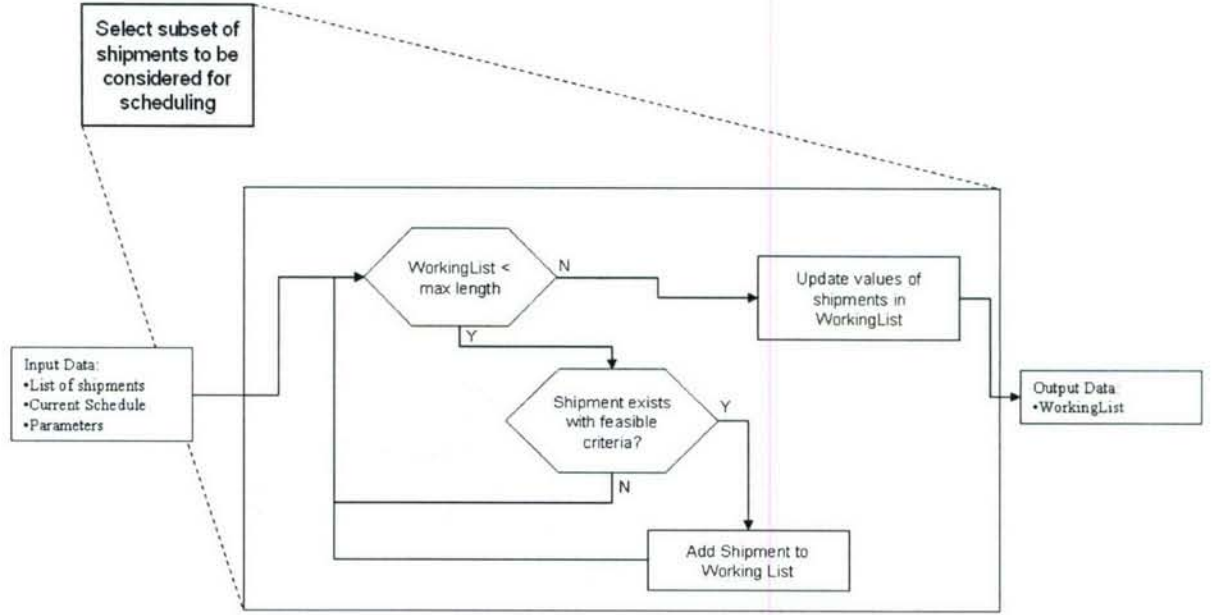 Select subset of
shipments to be
considered for
scheduling
WorkingList <
max length
N
Y
Update values of
shipments in
WorkingList
Input Data:
•List of shipments
•Current Schedule
•Parameters
Shipment exists
with feasible
criteria?
Y
N
Output Data:
•WorkingList
Add Shipment to
Working List